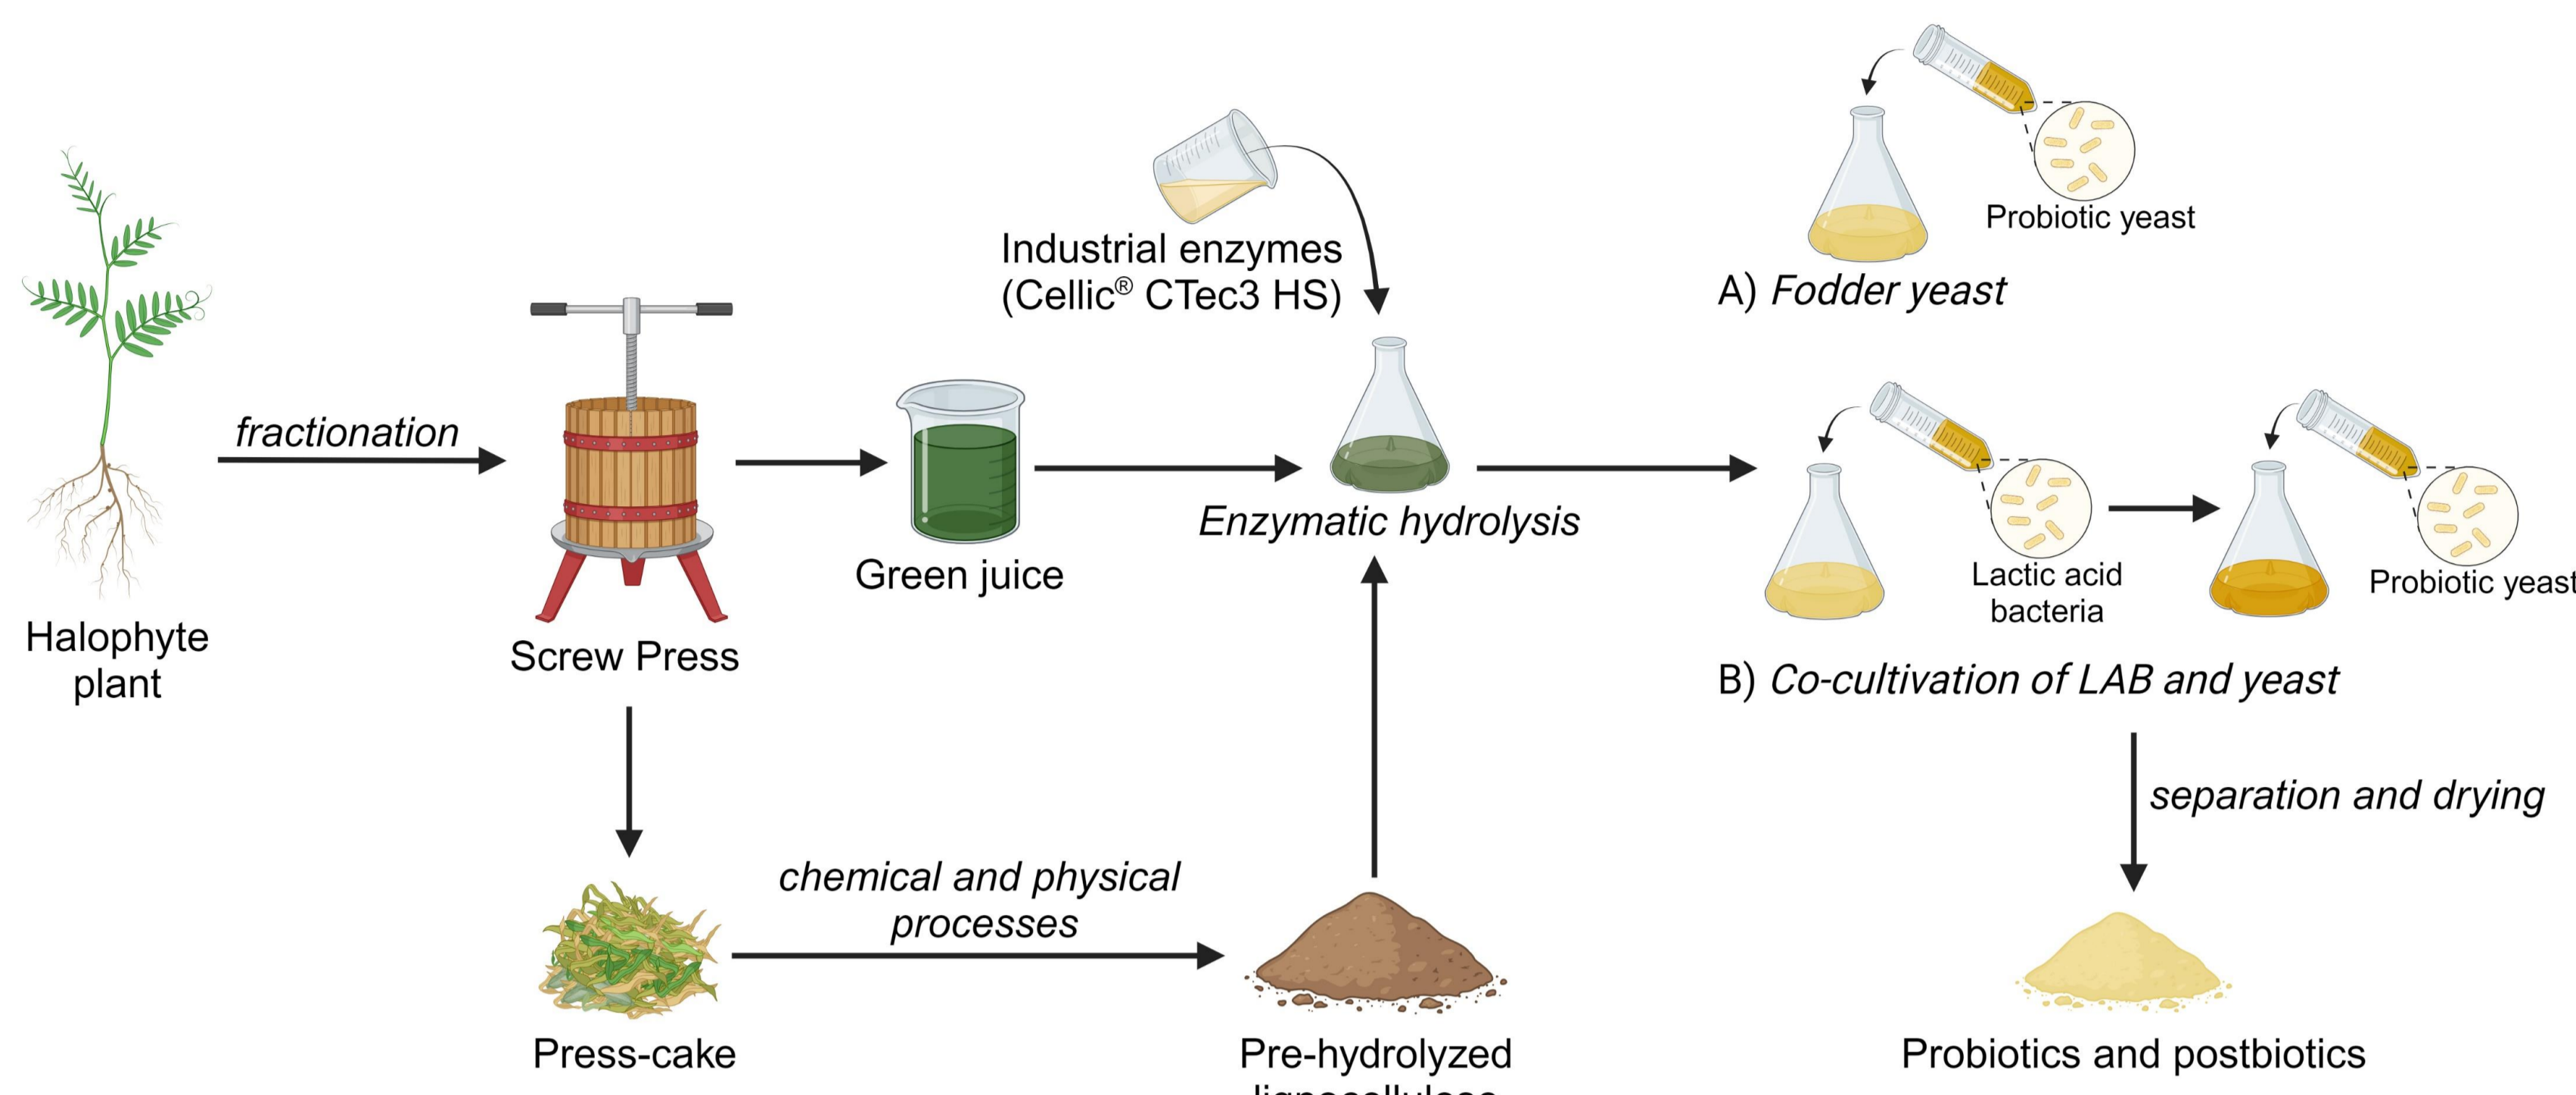 Halophyte
plant
fractionation
Screw Press
Green juice
Industrial enzymes
(Cellic® CTec3 HS)
Enzymatic hydrolysis
Press-cake
chemical and physical
processes
Pre-hydrolyzed
lignocellulose
Probiotic yeast
A) Fodder yeast
Lactic acid
bacteria
Probiotic yeast
B) Co-cultivation of LAB and yeast
separation and drying
Probiotics and postbiotics